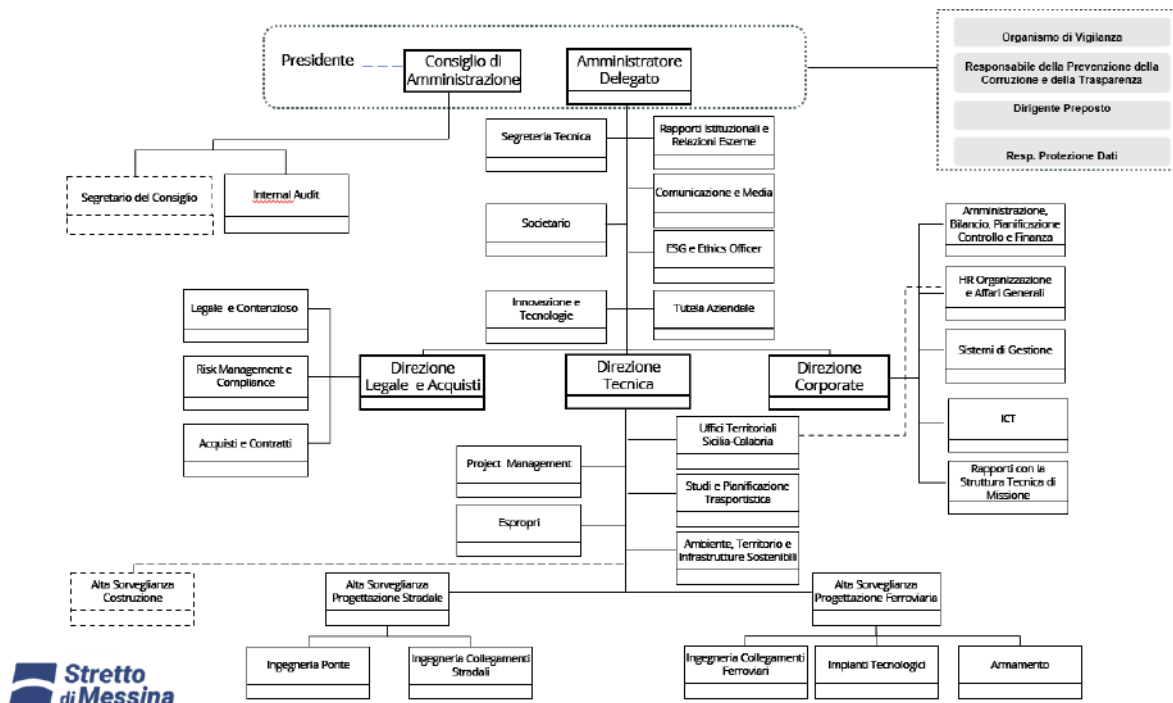 Presidente
Consiglio di
Amministrazione
Amministratore
Delegato
Organismo di Vigilanza
Responsabile della Prevenzione della
Corruzione e della Trasparenza
Dirigente Preposto
Resp. Protezione Dati
Segreteria Tecnica
Rapporti Istituzionali e
Relazioni Esterne
Segretario del Consiglio
Internal Audit
Comunicazione e Media
Societario
ESG e Ethics Officer
Amministrazione,
Bilancio, Pianificazione
Controllo e Finanza
HR Organizzazione
e Affari Generali
Innovazione e
Tecnologie
Tutela Aziendale
Legale e Contenzioso
Sistemi di Gestione
Risk Management e
Compliance
Direzione
Legale e Acquisti
Direzione
Tecnica
Direzione
Corporate
Acquisti e Contratti
Uffici Territoriali
Sicilia-Calabria
ICT
Project Management
Studi e Pianificazione
Trasportistica
Rapporti con la
Struttura Tecnica di
Missione
Espropri
Ambiente, Territorio e
Infrastrutture Sostenibili
Alta Sorveglianza
Costruzione
Alta Sorveglianza
Progettazione Stradale
Alta Sorveglianza
Progettazione Ferroviaria
Ingegneria Ponte
Ingegneria Collegamenti
Stradali
Ingegneria Collegamenti
Ferroviari
Impianti Tecnologici
Armamento
Stretto
di Messina